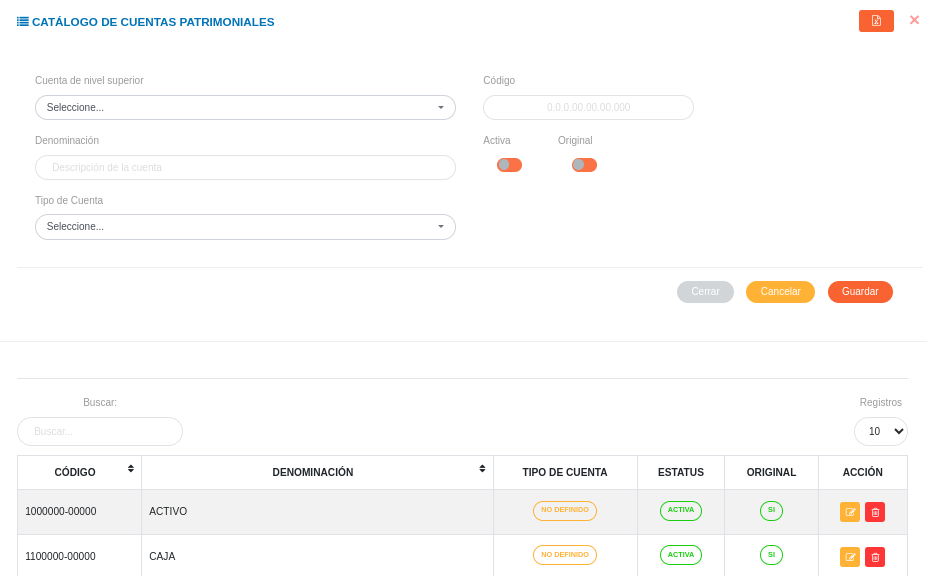 CATÁLOGO DE CUENTAS PATRIMONIALES
Cuenta de nivel superior
Código
Seleccione...
0.0.0.00.00.00.000
Denominación
Activa
Original
Descripción de la cuenta
Tipo de Cuenta
Seleccione...
Cerrar
Cancelar
Guardar
Buscar:
Registros
Buscar...
10
CÓDIGO
DENOMINACIÓN
TIPO DE CUENTA
ESTATUS
ORIGINAL
ACCIÓN
1000000-00000
ACTIVO
NO DEFINIDO
ACTIVA
SI
1100000-00000
CAJA
NO DEFINIDO
ACTIVA
SI